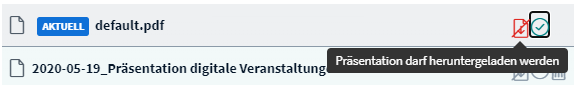 AKTUELL default.pdf
Präsentation darf heruntergeladen werden
2020-05-19_Präsentation digitale Veranstaltung